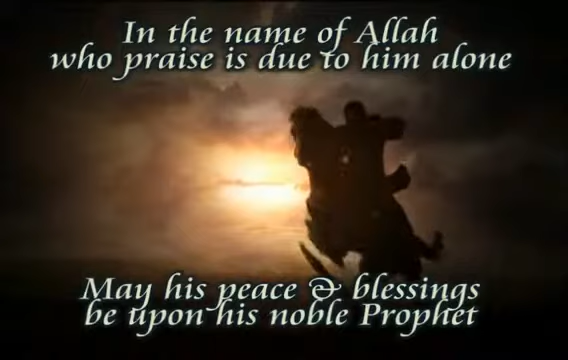 In the name of Allah
who praise is due to him alone
May his peace & blessings
be upon his noble Prophet